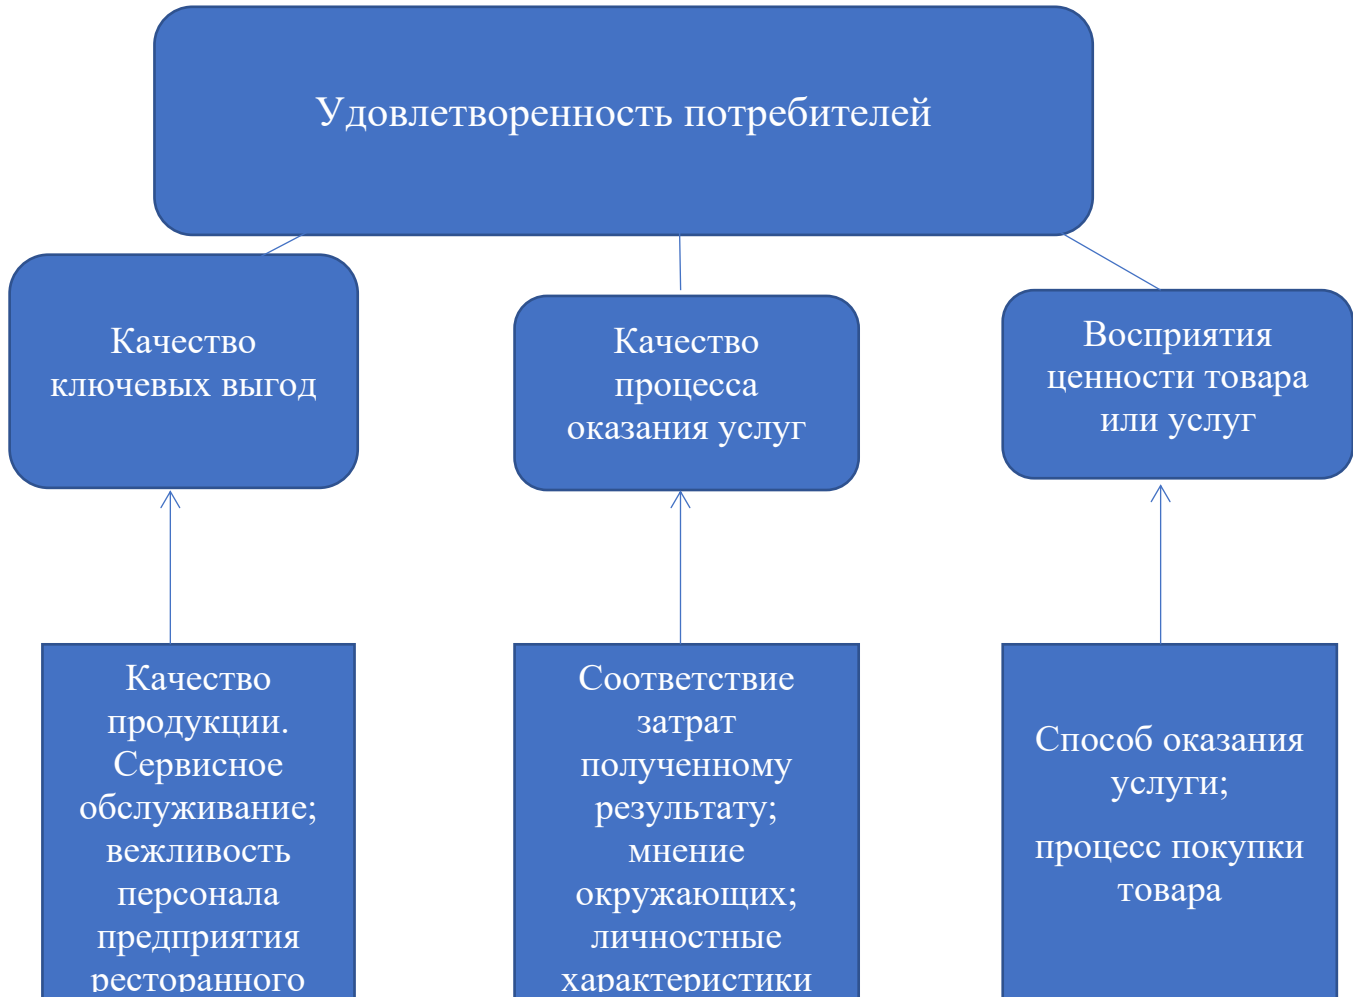 Удовлетворенность потребителей
Качество
ключевых выгод
Качество
процесса
оказания услуг
Восприятия
ценности товара
или услуг
Качество
продукции.
Сервисное
обслуживание;
вежливость
персонала
предприятия
ресторанного
Соответствие
затрат
полученному
результату;
мнение
окружающих;
личностные
характеристики
Способ оказания
услуги;
процесс покупки
товара